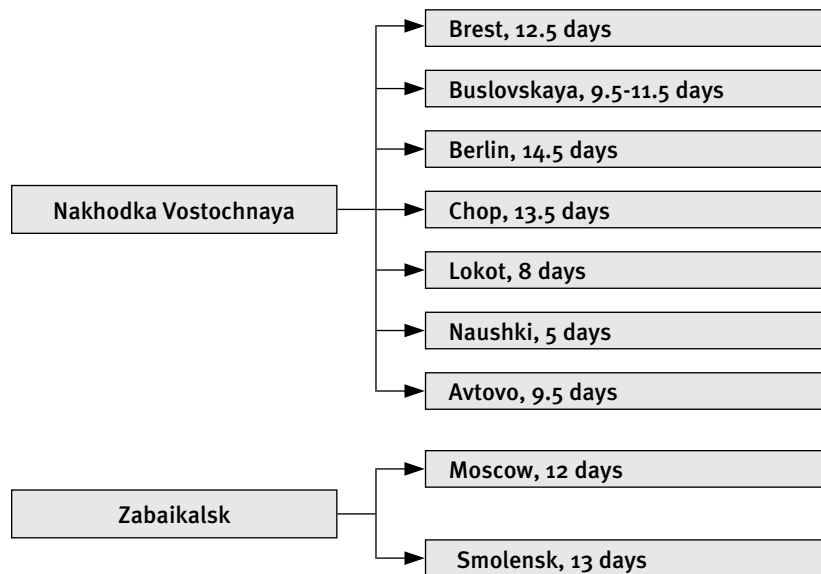 Brest, 12.5 days
Buslovskaya, 9.5-11.5 days
Berlin, 14.5 days
Nakhodka Vostochnaya
Chop, 13.5 days
Lokot, 8 days
Naushki, 5 days
Avtovo, 9.5 days
Moscow, 12 days
Zabaikalsk
Smolensk, 13 days